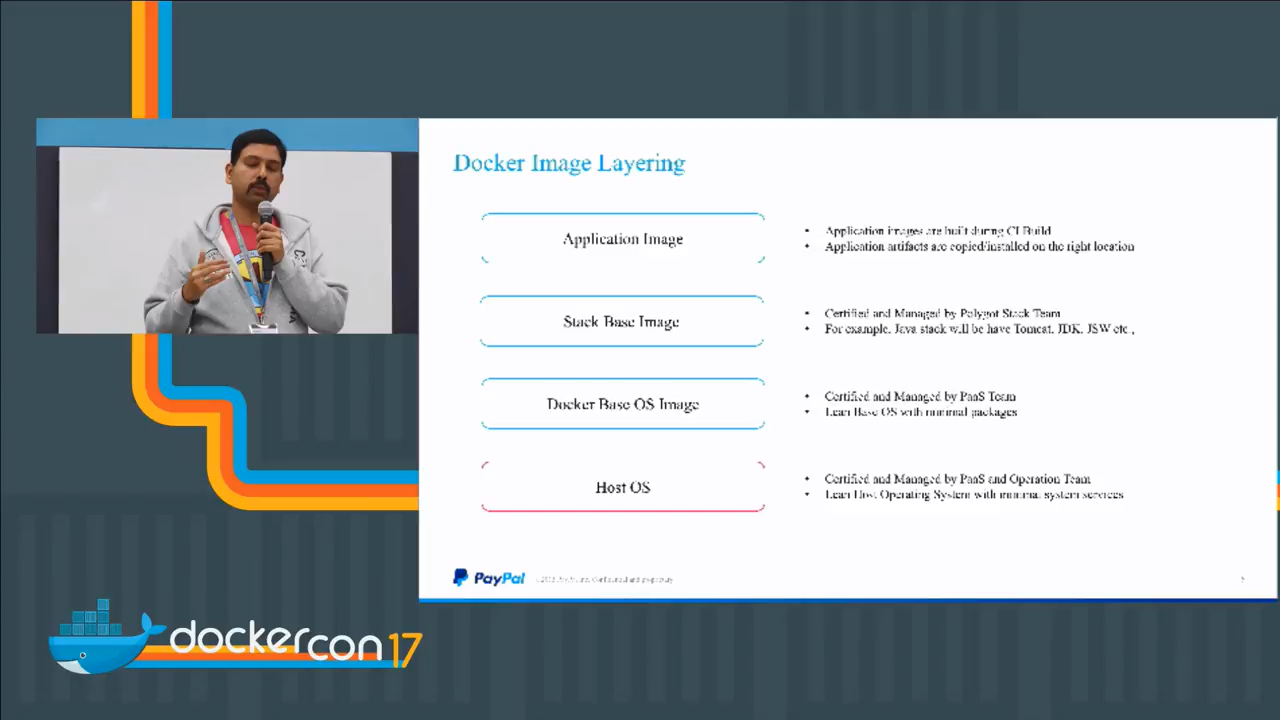 Docker Image Layering
Application Image
• Application images are built during CI Build
• Application artifacts are copied/installed on the right location
Stack Base Image
• Certified and Managed by Polygot Stack Team
• For example, Java stack will be have Tomcat, JDK, JSW etc.,
Docker Base OS Image
• Certified and Managed by PaaS Team
• Lean Base OS with minimal packages
Host OS
• Certified and Managed by PaaS and Operation Team
• Lean Host Operating System with minimal system services
PayPal
Confidential and proprietary
dockercon 17